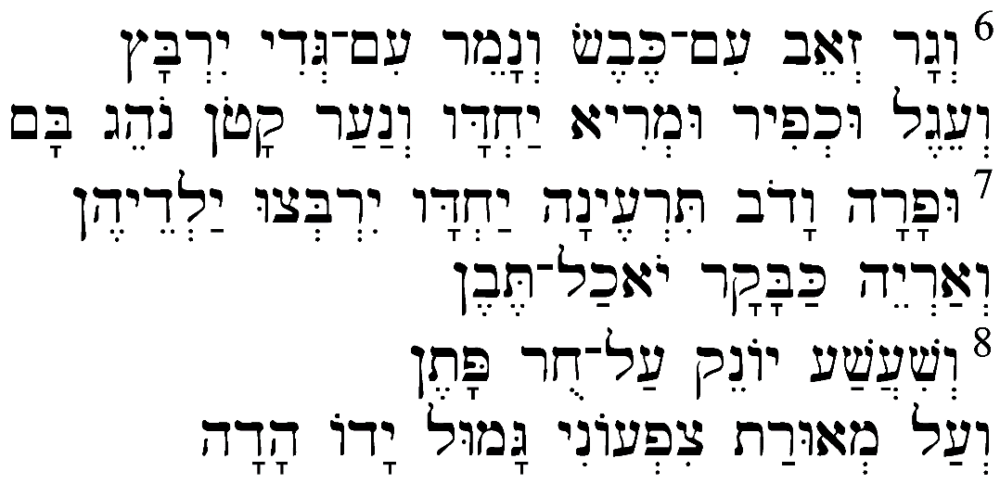 6 וְגָר זְאֵב עִם־כֶּבֶשׂ וְנָמֵר עִם־גְּדִי יִרְבָּץ
וְעֵגֶל וּכְפִיר וּמְרִיא יַחְדָּו וְנַעַר קָטֹן נֹהֵג בָּם
7 וּפָרָה וָדֹב תִּרְעֶינָה יַחְדָּו יִרְבְּצוּ יַלְדֵיהֶן
וְאַרְיֵה כַּבָּקָר יֹאכַל־תֶּבֶן
8 וְשִׁעֲשַׁע יוֹנֵק עַל־חֻר פָּתֶן
וְעַל מְאוּרַת צִפְעוֹנִי גָּמוּל יָדוֹ הָדָה